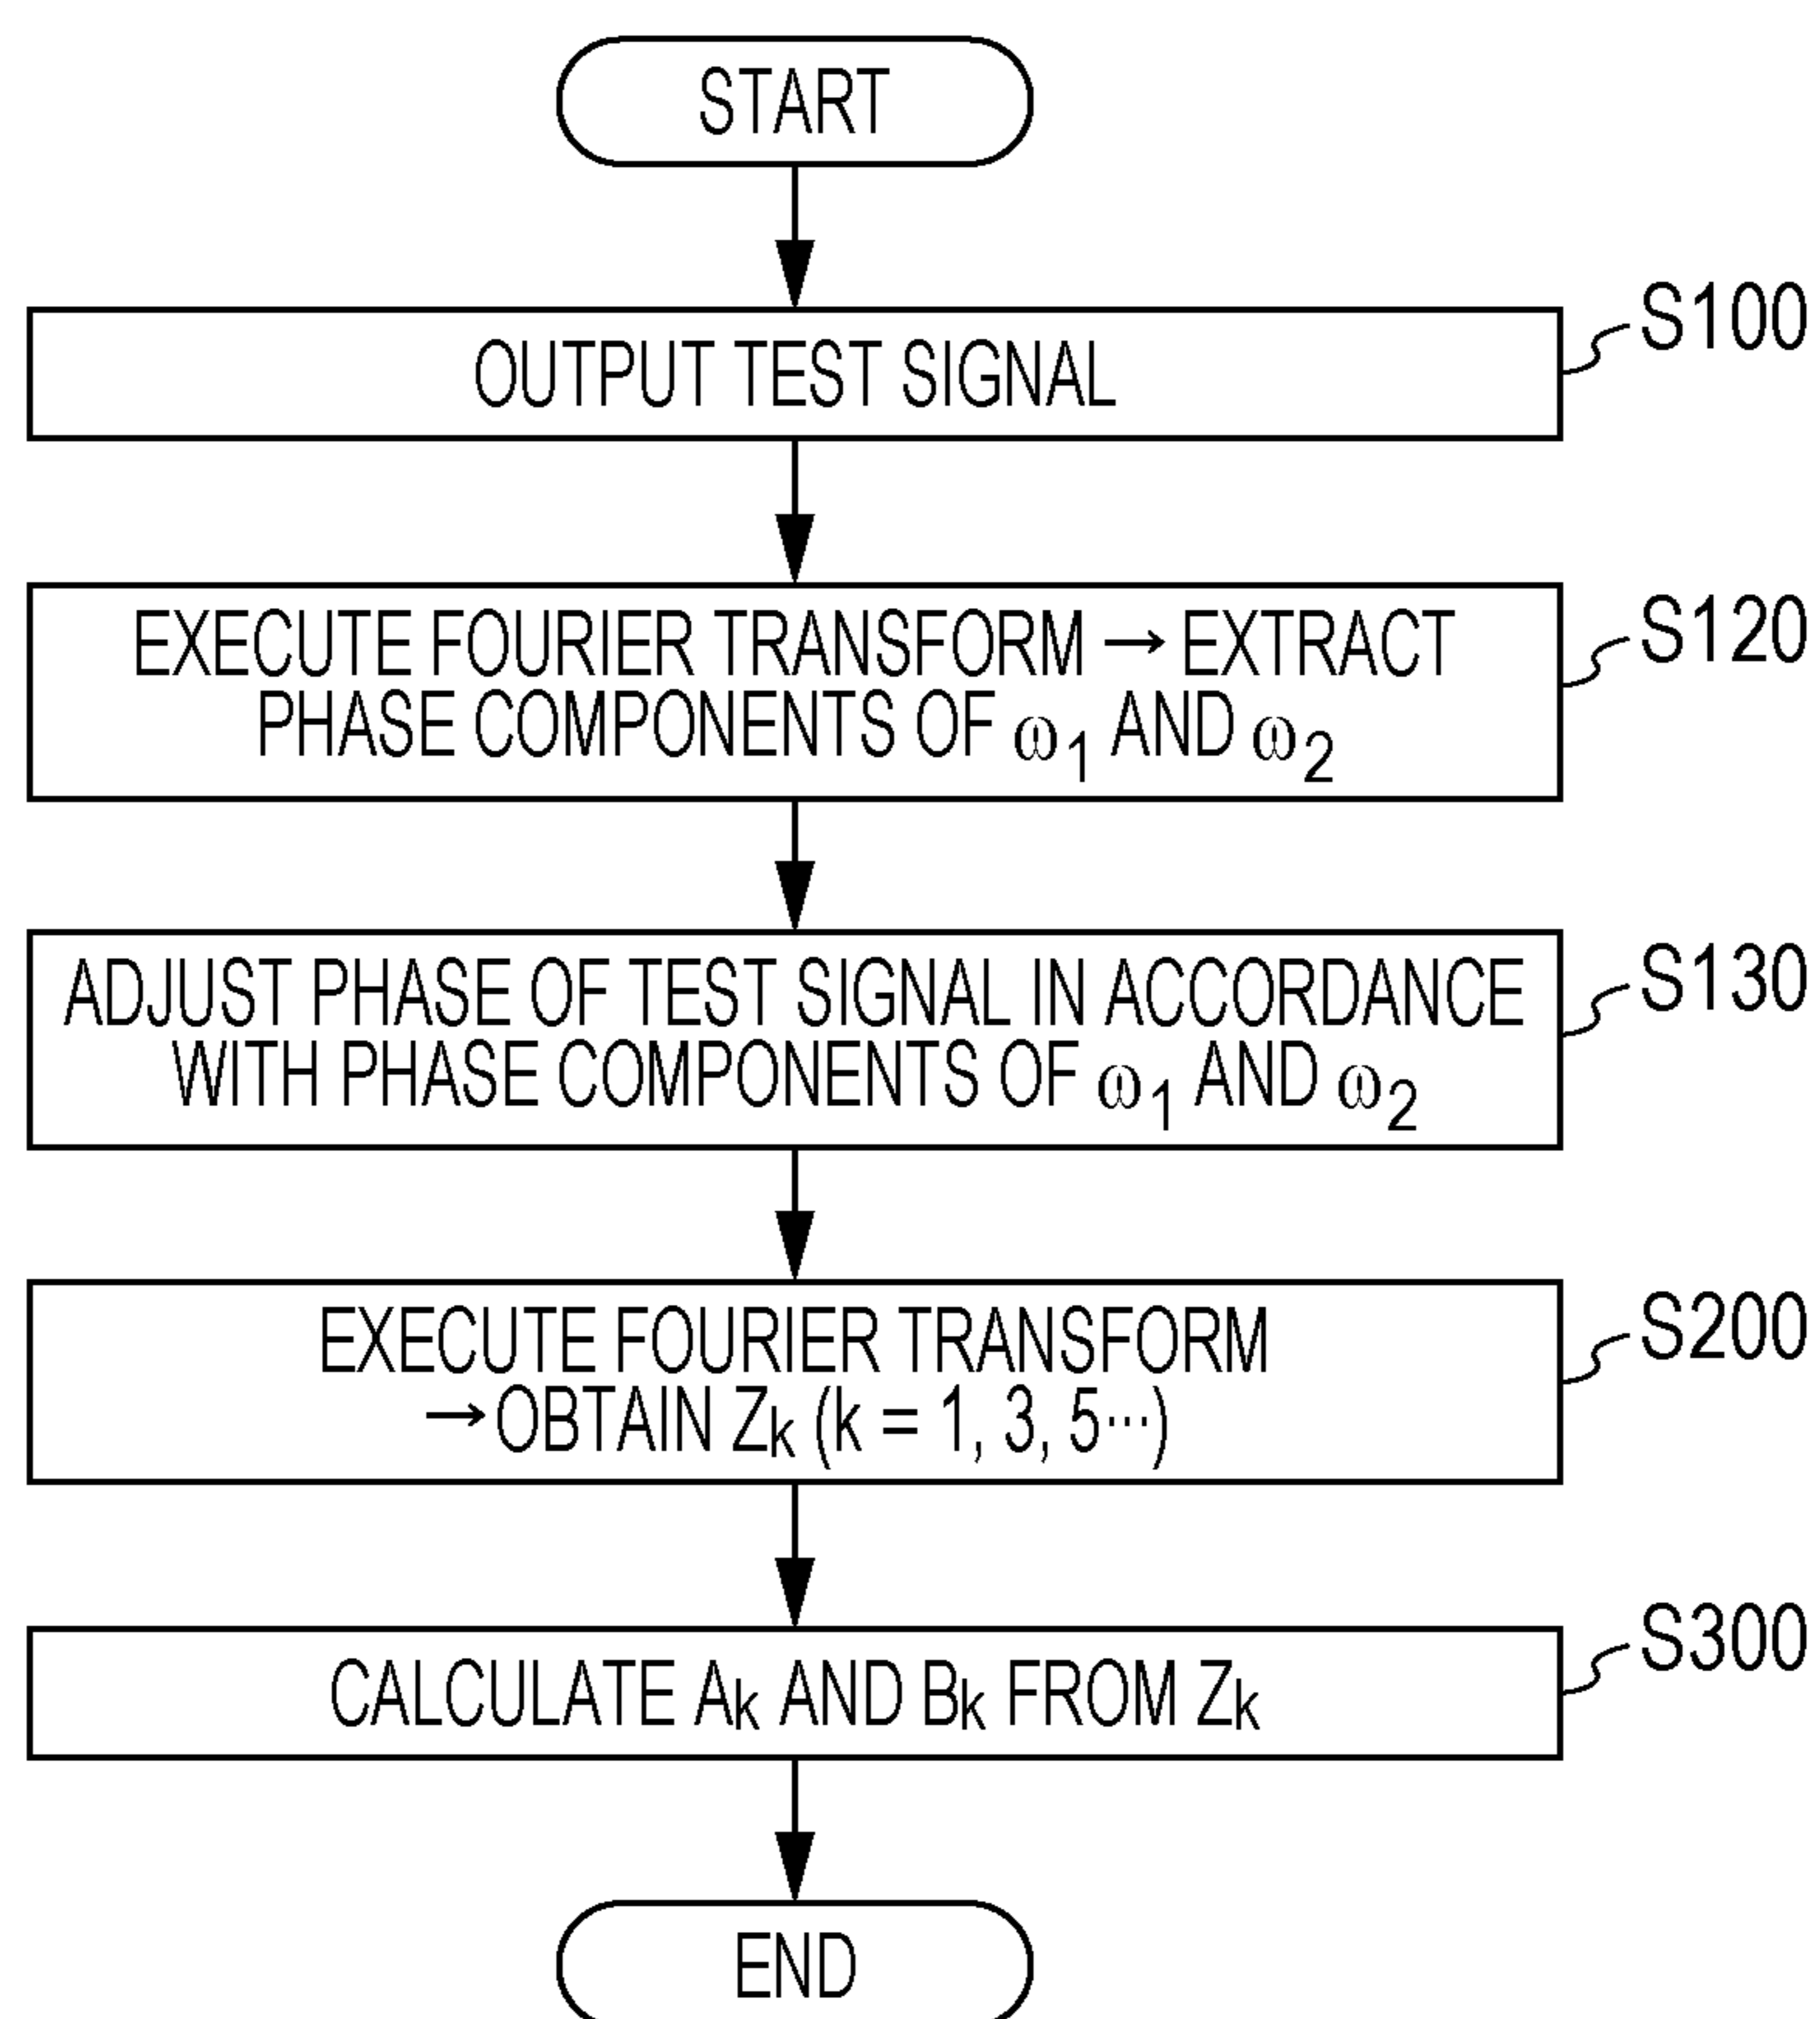 START
OUTPUT TEST SIGNAL
S100
EXECUTE FOURIER TRANSFORM → EXTRACT
PHASE COMPONENTS OF ω1 AND ω2
S120
ADJUST PHASE OF TEST SIGNAL IN ACCORDANCE
WITH PHASE COMPONENTS OF ω1 AND ω2
S130
EXECUTE FOURIER TRANSFORM
→ OBTAIN Zk (k = 1, 3, 5···)
S200
CALCULATE Ak AND Bk FROM Zk
S300
END